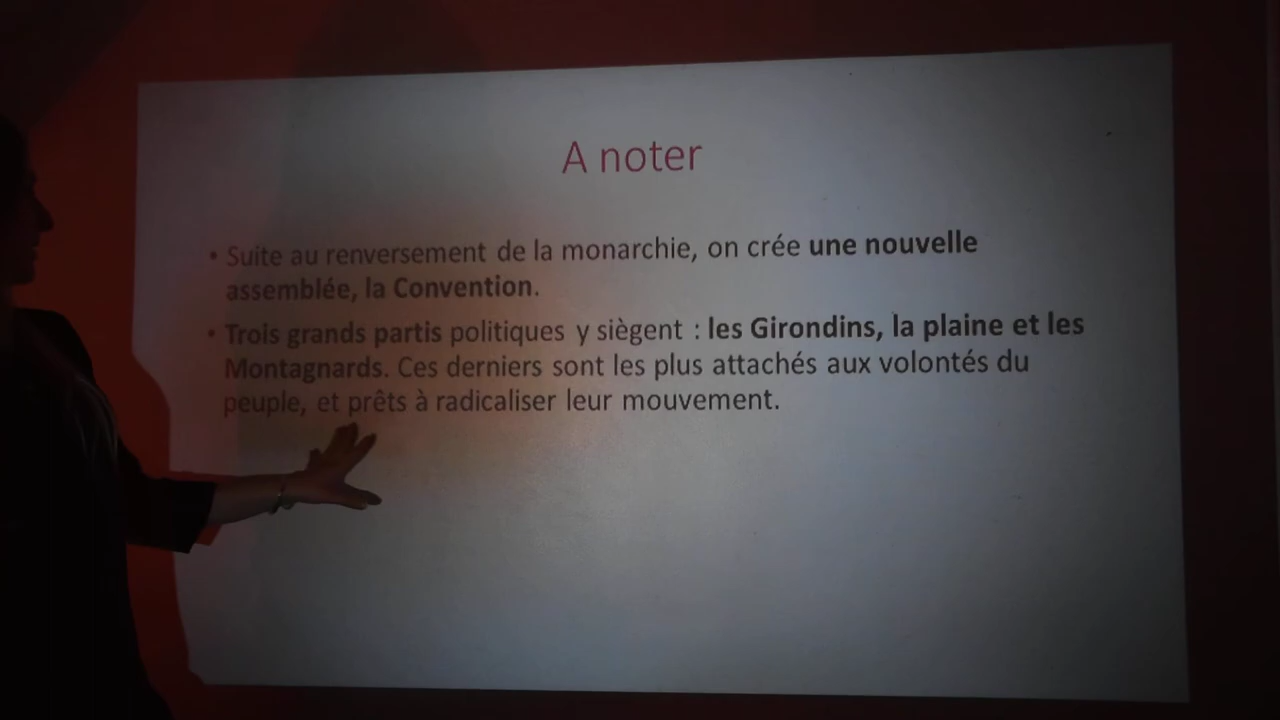 A noter
• Suite au renversement de la monarchie, on crée une nouvelle
assemblée, la Convention.
• Trois grands partis politiques y siègent : les Girondins, la plaine et les
Montagnards. Ces derniers sont les plus attachés aux volontés du
peuple, et prêts à radicaliser leur mouvement.